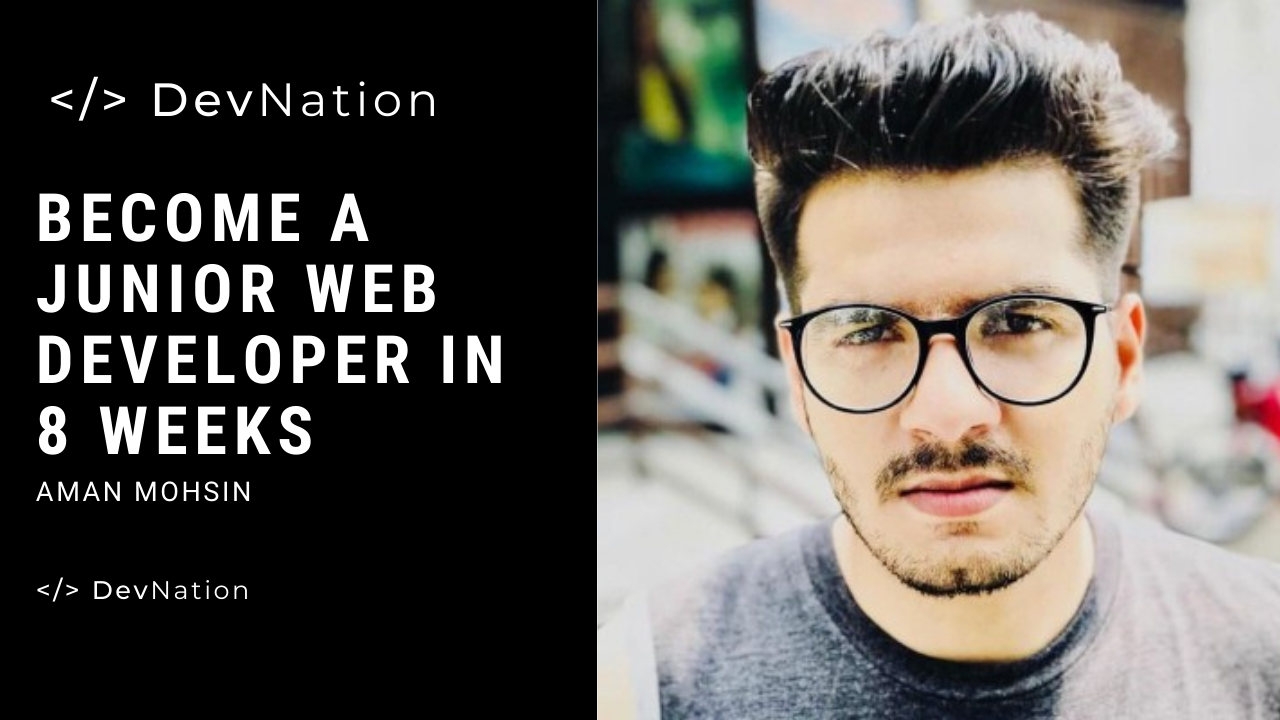 </> DevNation
BECOME A
JUNIOR WEB
DEVELOPER IN
8 WEEKS
AMAN MOHSIN
</> DevNation